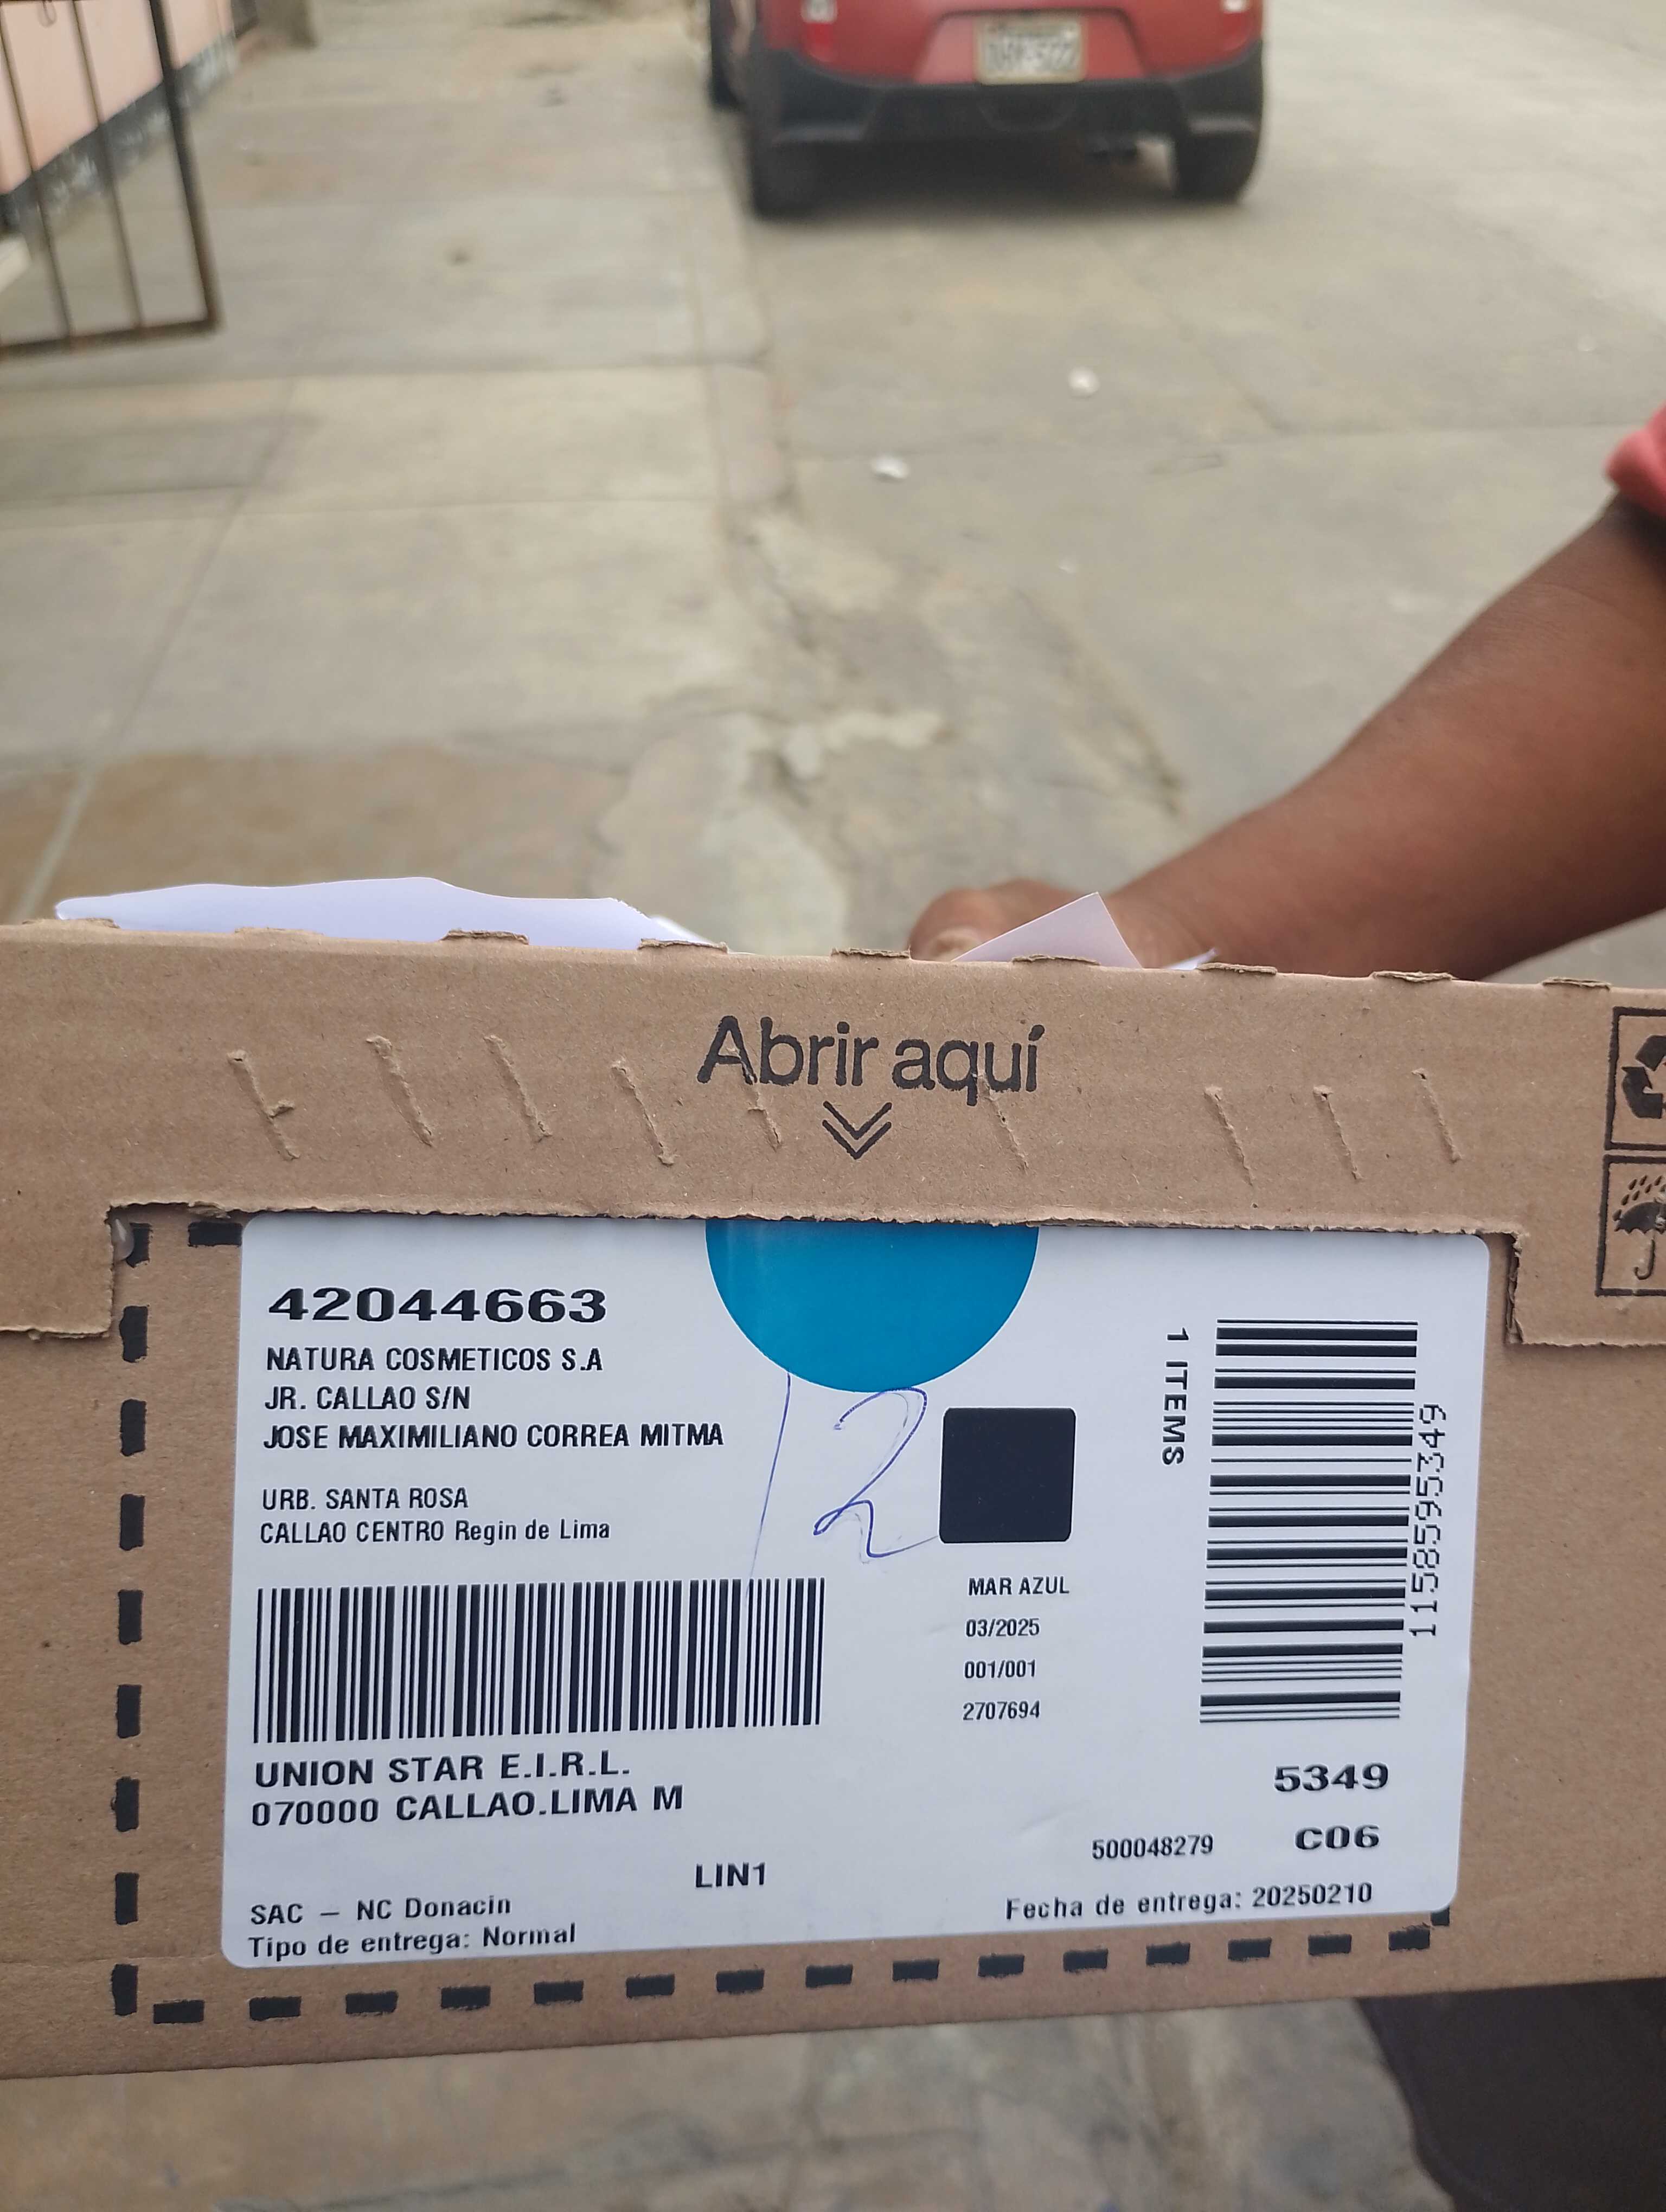 Abrir aquí
42044663
NATURA COSMETICOS S.A
JR. CALLAO S/N
JOSE MAXIMILIANO CORREA MITMA
URB. SANTA ROSA
CALLAO CENTRO Regin de Lima
12
1 ITEMS
1158595349
MAR AZUL
03/2025
001/001
2707694
UNION STAR E.I.R.L.
070000 CALLAO.LIMA M
5349
500048279 C06
LIN1
SAC – NC Donacin
Fecha de entrega: 20250210
Tipo de entrega: Normal